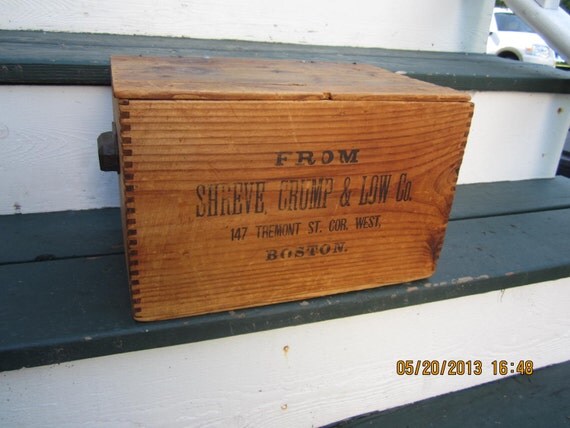 FROM
SHREVE, CRUMP & LOW Co.
147 TREMONT ST. COR. WEST.
BOSTON.
05/20/2013 16:48